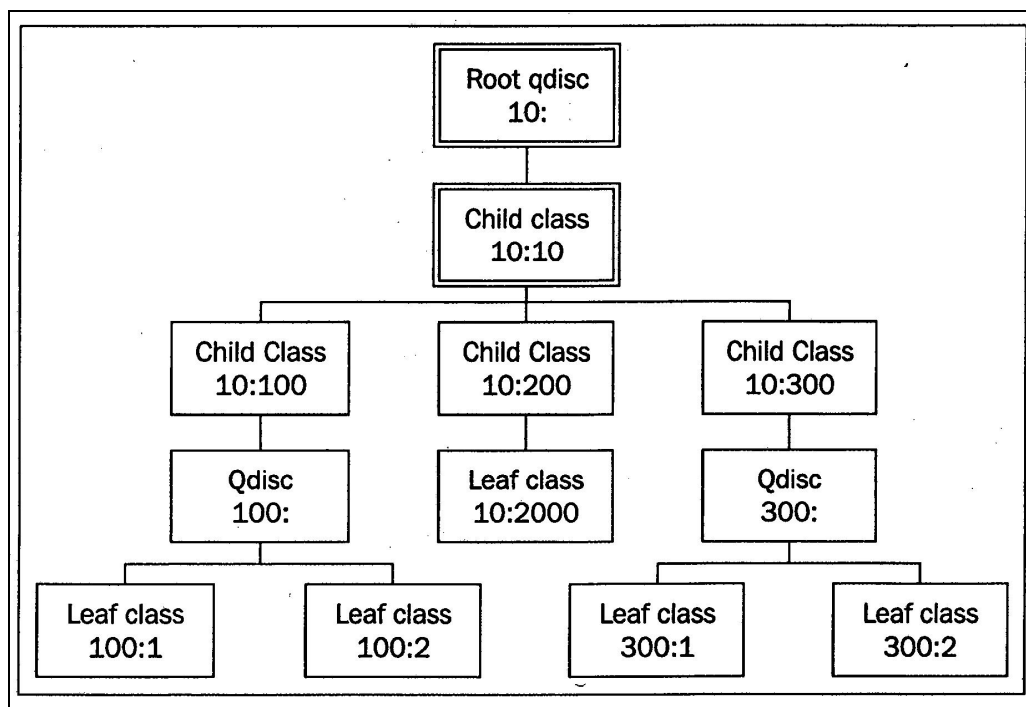 Root qdisc
10:
Child class
10:10
Child Class
10:100
Child Class
10:200
Child Class
10:300
Qdisc
100:
Leaf class
10:2000
Qdisc
300:
Leaf class
100:1
Leaf class
100:2
Leaf class
300:1
Leaf class
300:2